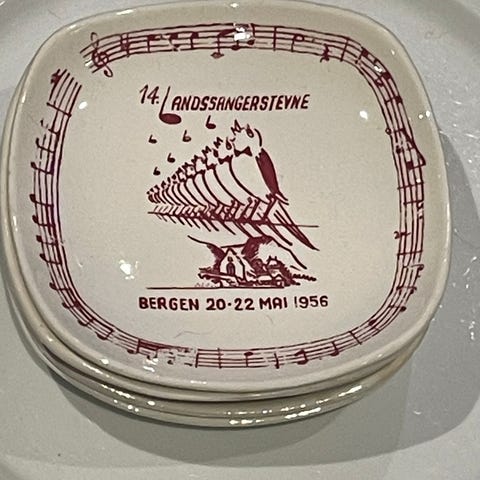 14. LANDSSANGERSTEVNE
BERGEN 20-22 MAI 1956